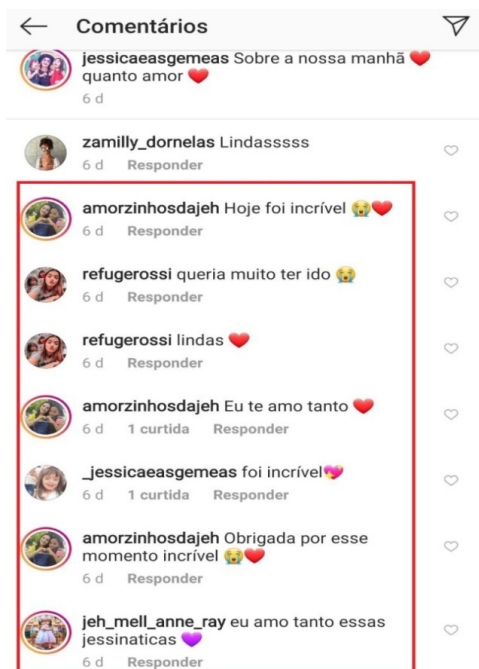 Comentários
jessicaeasgemeas Sobre a nossa manhã ❤️
quanto amor ❤️
6 d
zamilly_dornelas Lindasssss
6 d Responder
amorzinhosdajeh Hoje foi incrível 😭❤️
6 d Responder
refugerossi queria muito ter ido 😭
6 d Responder
refugerossi lindas ❤️
6 d Responder
amorzinhosdajeh Eu te amo tanto ❤️
6 d 1 curtida Responder
_jessicaeasgemeas foi incrível💖
6 d 1 curtida Responder
amorzinhosdajeh Obrigada por esse
momento incrível 😭❤️
6 d Responder
jeh_mell_anne_ray eu amo tanto essas
jessinaticas 💜
6 d Responder